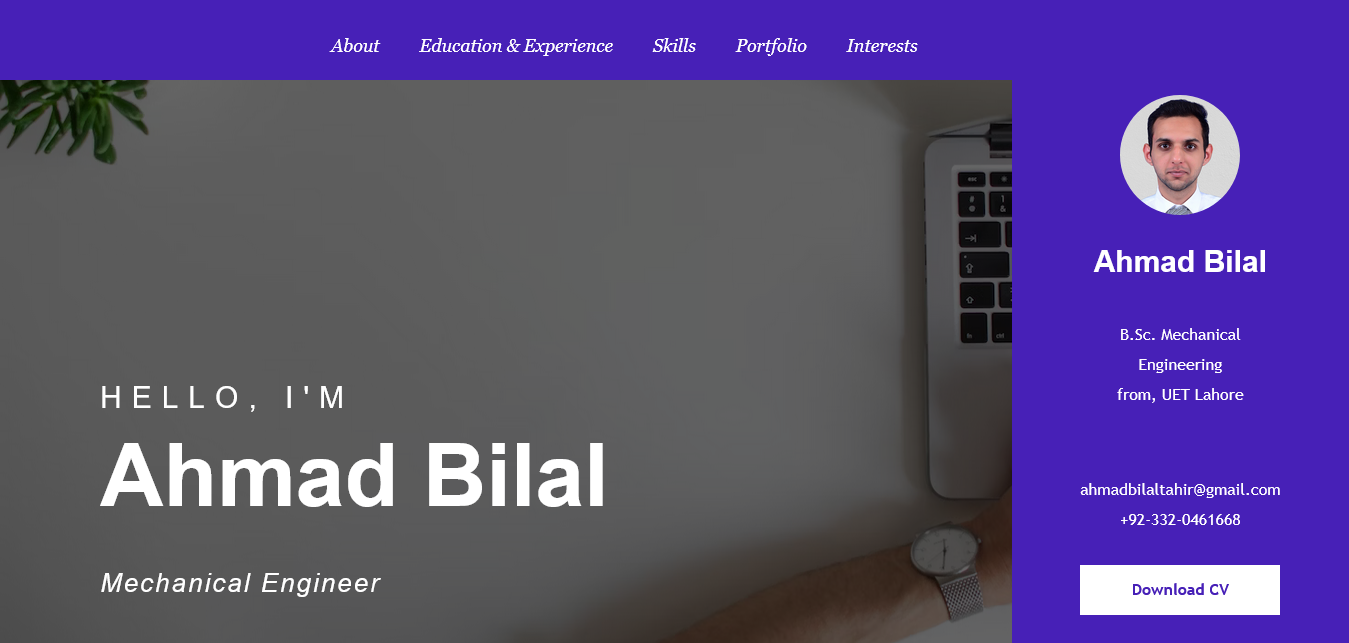 About
Education & Experience
Skills
Portfolio
Interests
HELLO, I'M
Ahmad Bilal
Mechanical Engineer
Ahmad Bilal
B.Sc. Mechanical
Engineering
from, UET Lahore
ahmadbilaltahir@gmail.com
+92-332-0461668
Download CV